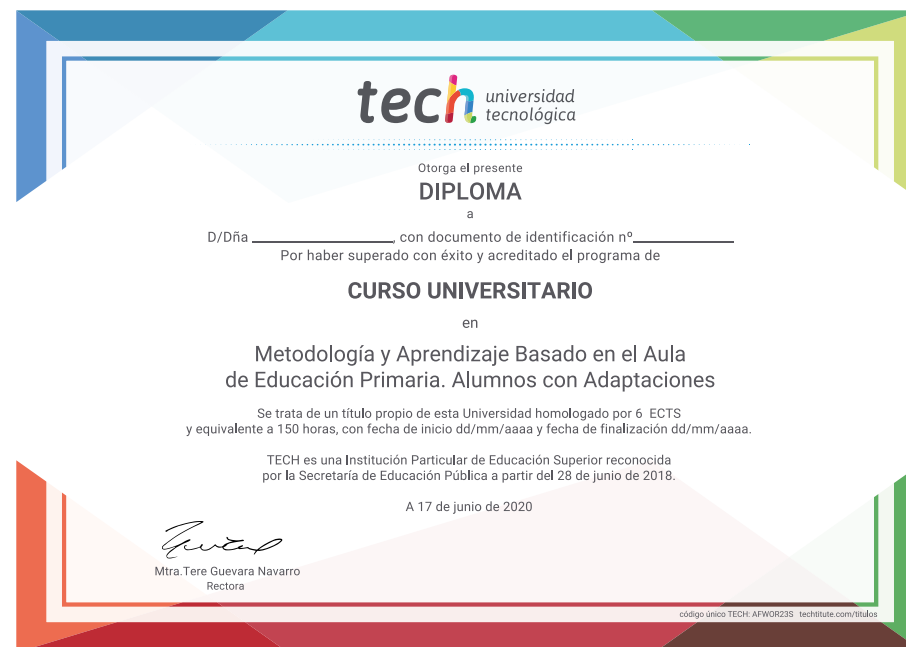 tech universidad
tecnológica
Otorga el presente
DIPLOMA
a
D/Dña ____________________, con documento de identificación nº______________
Por haber superado con éxito y acreditado el programa de
CURSO UNIVERSITARIO
en
Metodología y Aprendizaje Basado en el Aula
de Educación Primaria. Alumnos con Adaptaciones
Se trata de un título propio de esta Universidad homologado por 6 ECTS
y equivalente a 150 horas, con fecha de inicio dd/mm/aaaa y fecha de finalización dd/mm/aaaa.
TECH es una Institución Particular de Educación Superior reconocida
por la Secretaría de Educación Pública a partir del 28 de junio de 2018.
A 17 de junio de 2020
Mtra.Tere Guevara Navarro
Rectora
código único TECH: AFWOR23S techtitute.com/titulos